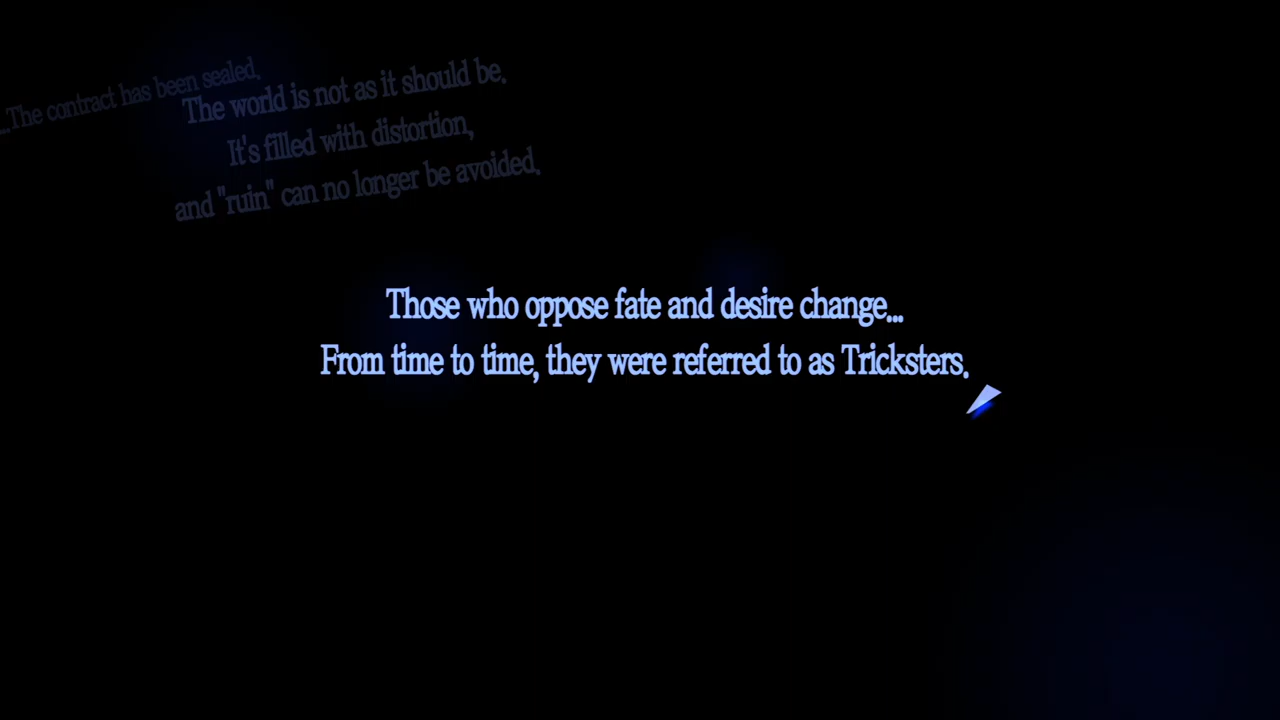 ...The contract has been sealed.
The world is not as it should be.
It's filled with distortion,
and "ruin" can no longer be avoided.
Those who oppose fate and desire change...
From time to time, they were referred to as Tricksters.